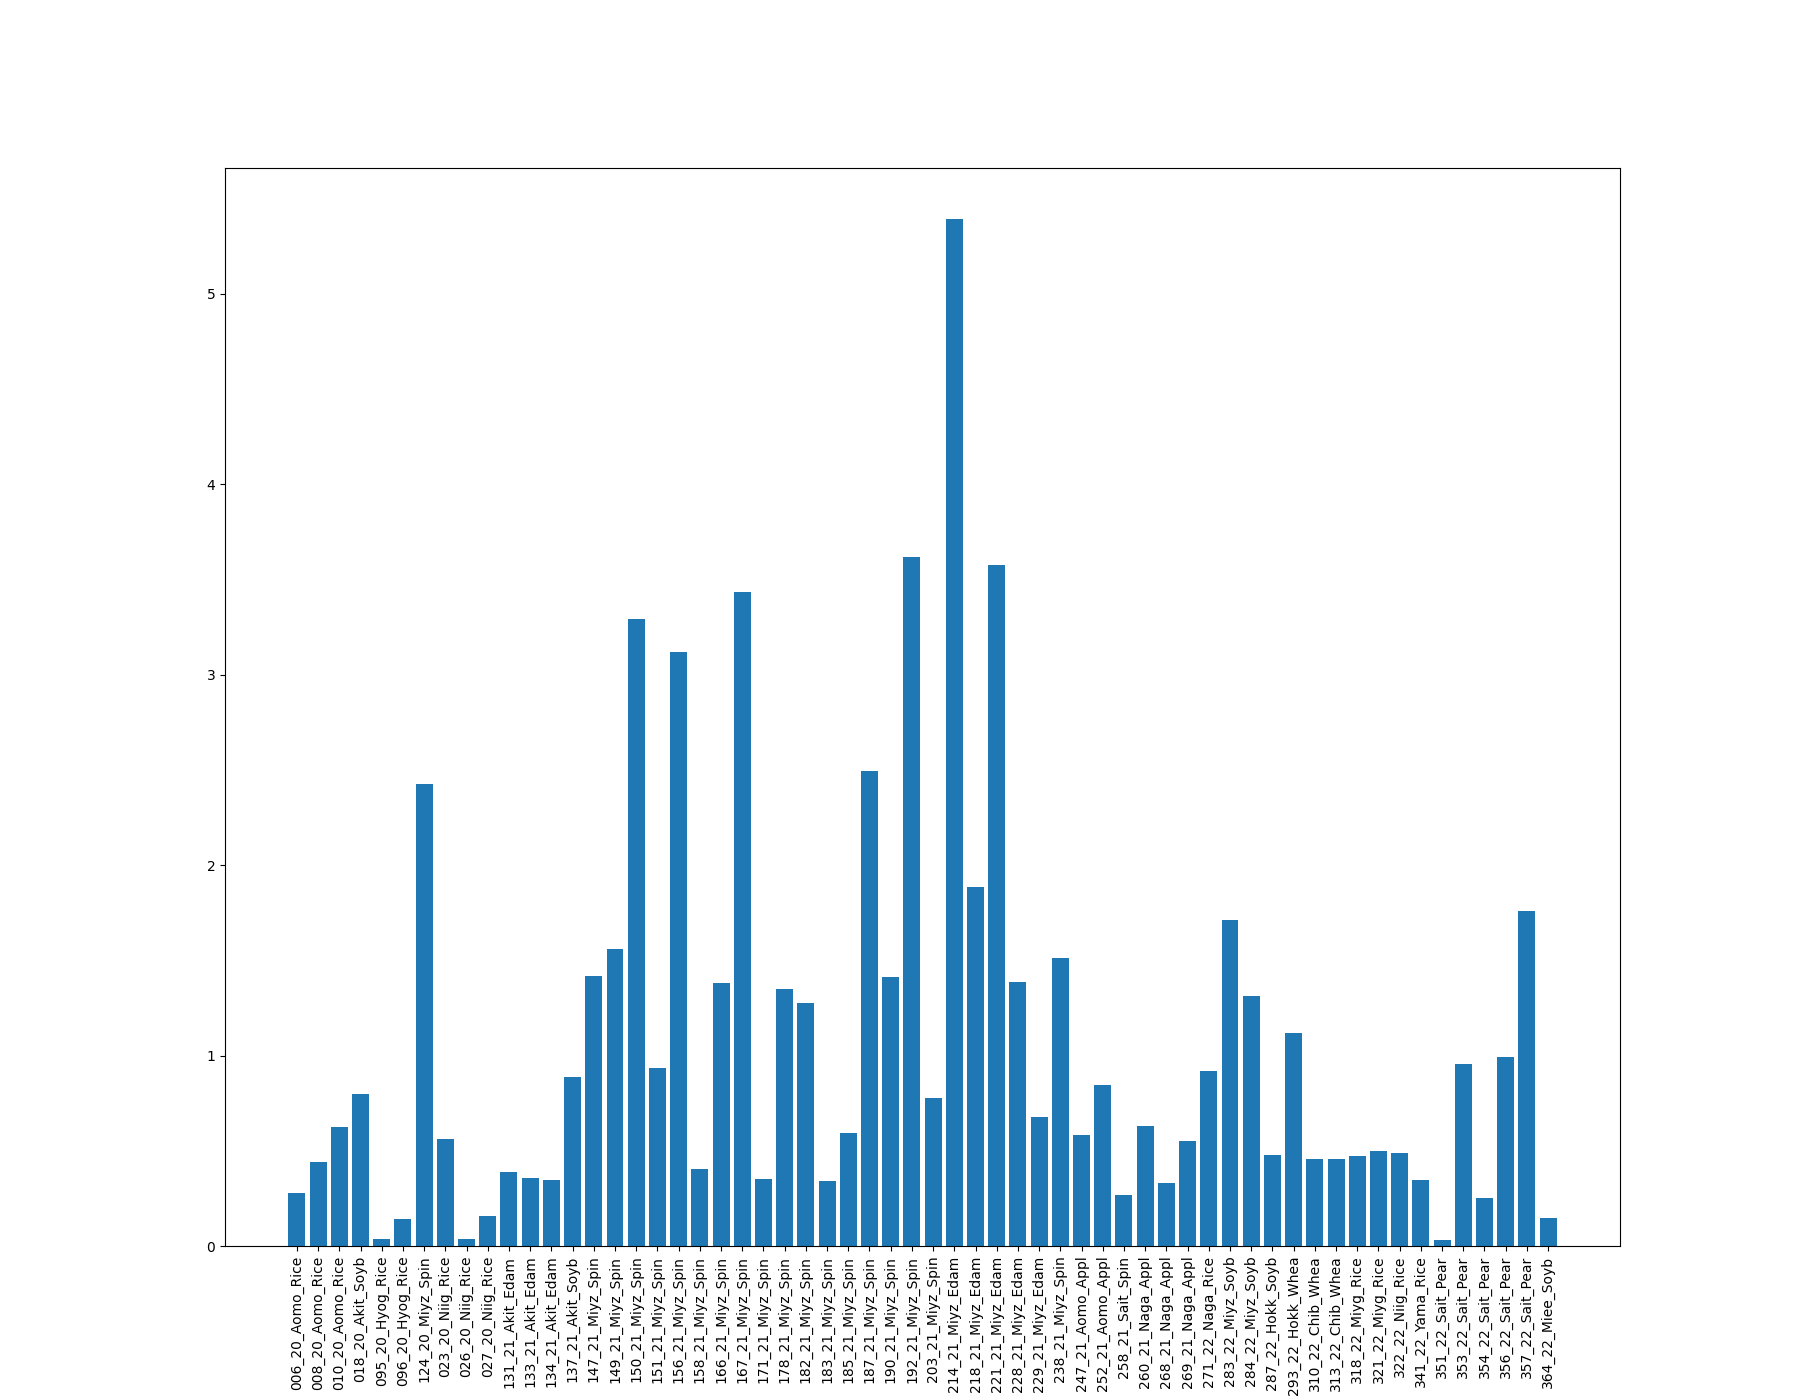 5
4
3
2
1
0
006_20_Aomo_Rice
008_20_Aomo_Rice
010_20_Aomo_Rice
018_20_Akit_Soyb
095_20_Hyog_Rice
096_20_Hyog_Rice
124_20_Miyz_Spin
023_20_Niig_Rice
026_20_Niig_Rice
027_20_Niig_Rice
131_21_Akit_Edam
133_21_Akit_Edam
134_21_Akit_Edam
137_21_Akit_Soyb
147_21_Miyz_Spin
149_21_Miyz_Spin
150_21_Miyz_Spin
151_21_Miyz_Spin
156_21_Miyz_Spin
158_21_Miyz_Spin
166_21_Miyz_Spin
167_21_Miyz_Spin
171_21_Miyz_Spin
178_21_Miyz_Spin
182_21_Miyz_Spin
183_21_Miyz_Spin
185_21_Miyz_Spin
187_21_Miyz_Spin
190_21_Miyz_Spin
192_21_Miyz_Spin
203_21_Miyz_Spin
214_21_Miyz_Edam
218_21_Miyz_Edam
221_21_Miyz_Edam
228_21_Miyz_Edam
229_21_Miyz_Edam
238_21_Miyz_Spin
247_21_Aomo_Appl
252_21_Aomo_Appl
258_21_Sait_Spin
260_21_Naga_Appl
268_21_Naga_Appl
269_21_Naga_Appl
271_22_Naga_Rice
283_22_Miyz_Soyb
284_22_Miyz_Soyb
287_22_Hokk_Soyb
293_22_Hokk_Whea
310_22_Chib_Whea
313_22_Chib_Whea
318_22_Miyg_Rice
321_22_Miyg_Rice
322_22_Niig_Rice
341_22_Yama_Rice
351_22_Sait_Pear
353_22_Sait_Pear
354_22_Sait_Pear
356_22_Sait_Pear
357_22_Sait_Pear
364_22_Miee_Soyb